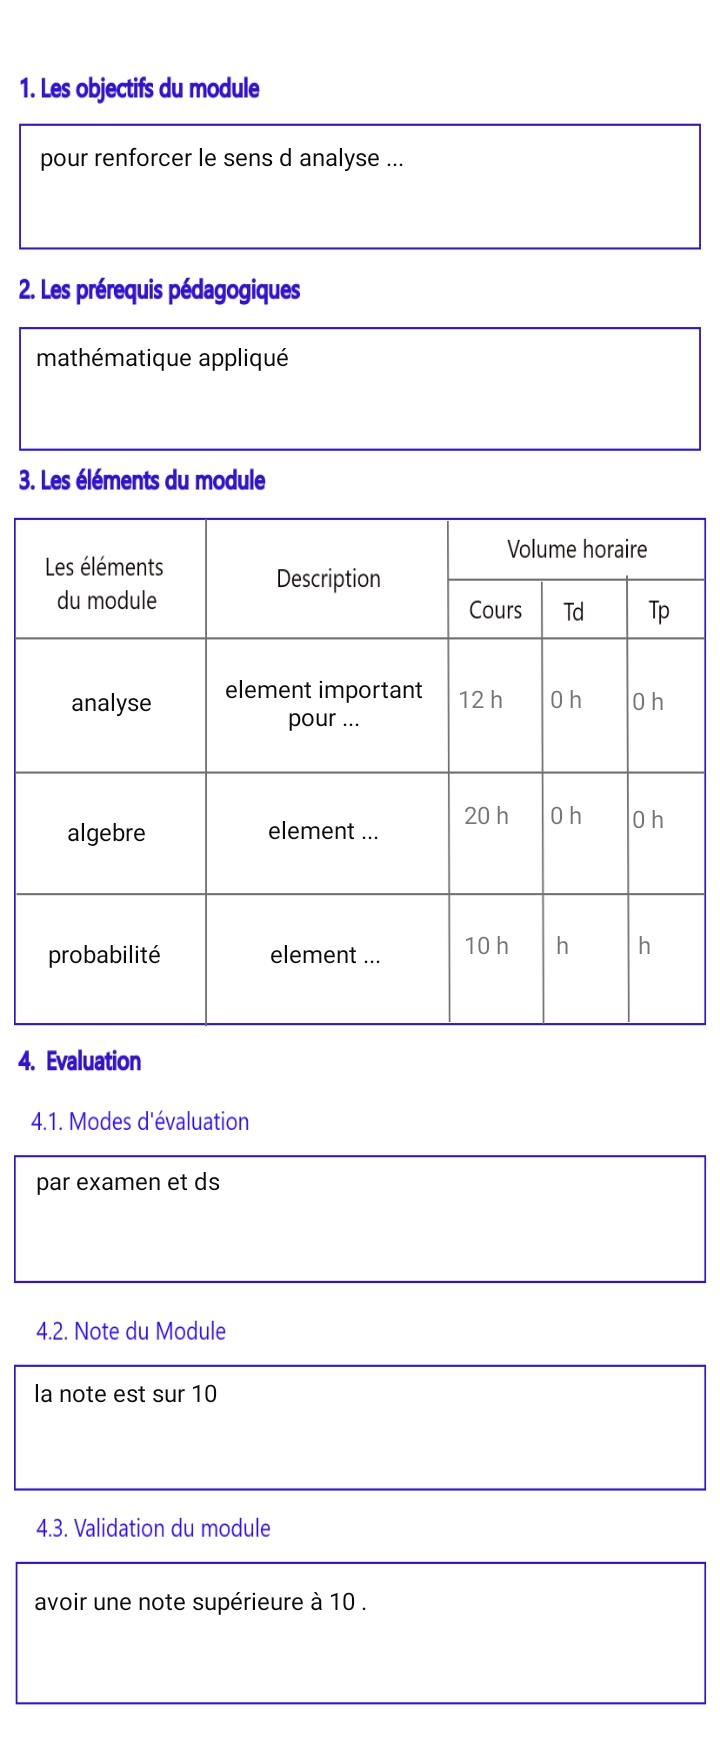 1. Les objectifs du module
pour renforcer le sens d analyse ...
2. Les prérequis pédagogiques
mathématique appliqué
3. Les éléments du module
Les éléments
du module
Description
Volume horaire
Cours
Td
Tp
analyse
element important
pour ...
12 h
0 h
0 h
algebre
element ...
20 h
0 h
0 h
probabilité
element ...
10 h
h
h
4. Evaluation
4.1. Modes d'évaluation
par examen et ds
4.2. Note du Module
la note est sur 10
4.3. Validation du module
avoir une note supérieure à 10 .